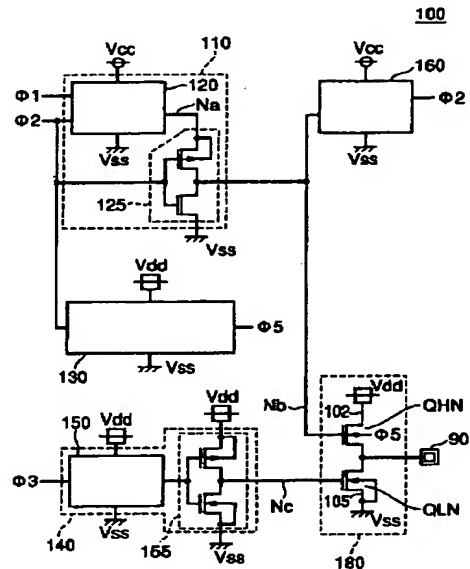 100
Vcc
110
120
Φ1
Φ2
Na
Vss
125
Vss
Vcc
160
Φ2
Vss
Vdd
Φ5
130
Vss
Nb
Vdd
102
QHN
Φ5
90
105
QLN
Vss
180
Vdd
150
Φ3
Vss
140
Vdd
155
Vss
Nc